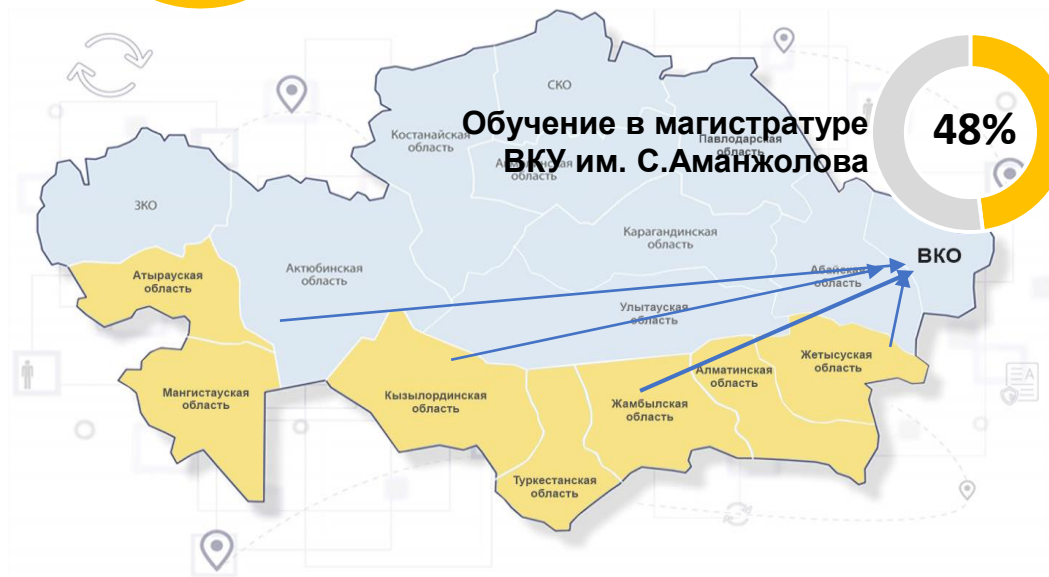 СКО
Костанайская
область
Обучение в магистратуре
ВКУ им. С.Аманжолова
48%
Павлодарская
область
область
ЗКО
Карагандинская
область
ВКО
Атырауская
область
Актюбинская
область
Абайская
область
Улытауская
область
Жетысуская
область
Алматинская
область
Мангистауская
область
Кызылординская
область
Жамбылская
область
Туркестанская
область